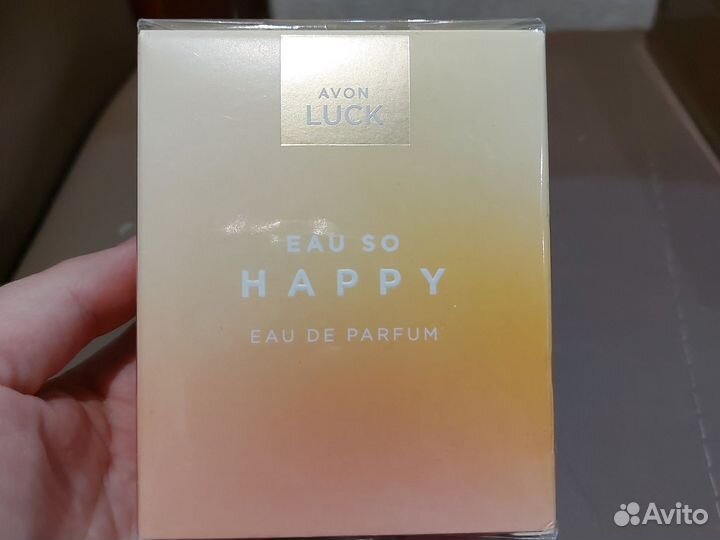 AVON
LUCK
EAU SO
HAPPY
EAU DE PARFUM
Avito